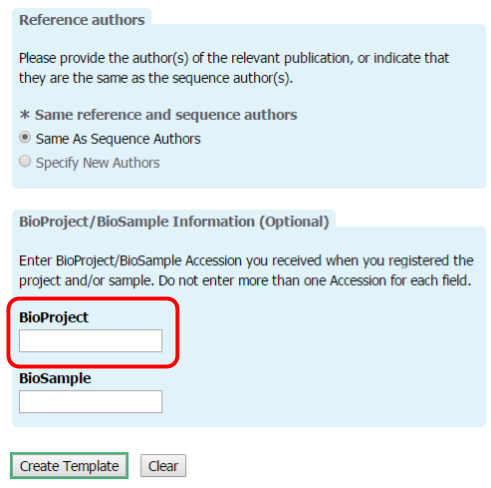 Reference authors
Please provide the author(s) of the relevant publication, or indicate that
they are the same as the sequence author(s).
* Same reference and sequence authors
Same As Sequence Authors
Specify New Authors
BioProject/BioSample Information (Optional)
Enter BioProject/BioSample Accession you received when you registered the
project and/or sample. Do not enter more than one Accession for each field.
BioProject
BioSample
Create Template Clear